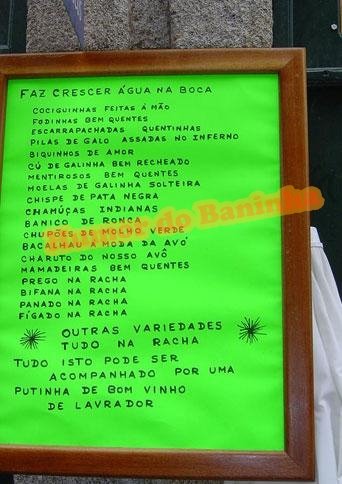 FAZ CRESCER ÁGUA NA BOCA
COCIGUINHAS FEITAS Á MÃO
FODINHAS BEM QUENTES
ESCARRAPACHADAS QUENTINHAS
PILAS DE GALO ASSADAS NO INFERNO
BIQUINHOS DE AMOR
CÚ DE GALINHA BEM RECHEADO
MENTIROSOS BEM QUENTES
MOELAS DE GALINHA SOLTEIRA
CHISPE DE PATA NEGRA
CHAMÚÇAS INDIANAS
BANICO DE RONCA
CHUPÕES DE MOLHO VERDE
BACALHAU Á MODA DA AVÓ
CHARUTO DO NOSSO AVÔ
MAMADEIRAS BEM QUENTES
PREGO NA RACHA
BIFANA NA RACHA
PANADO NA RACHA
FÍGADO NA RACHA
OUTRAS VARIEDADES
TUDO NA RACHA
TUDO ISTO PODE SER
ACOMPANHADO POR UMA
PUTINHA DE BOM VINHO
DE LAVRADOR
do Baninha